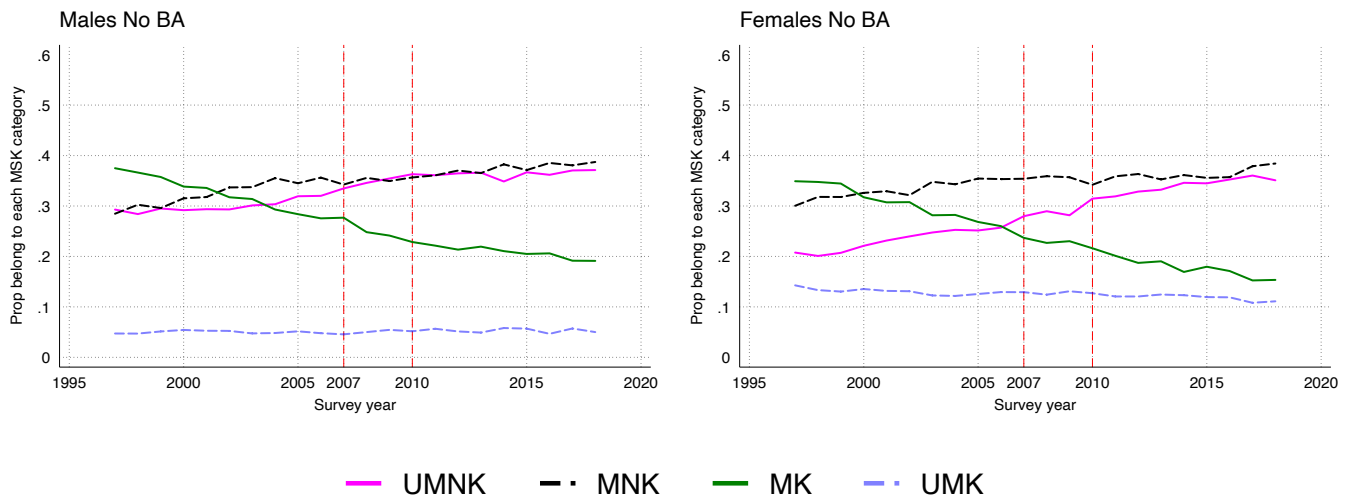 Males No BA
Prop belong to each MSK category
.6
.5
.4
.3
.2
.1
0
1995 2000 2005 2007 2010 2015 2020
Survey year
Females No BA
Prop belong to each MSK category
.6
.5
.4
.3
.2
.1
0
1995 2000 2005 2007 2010 2015 2020
Survey year
UMNK MNK MK UMK